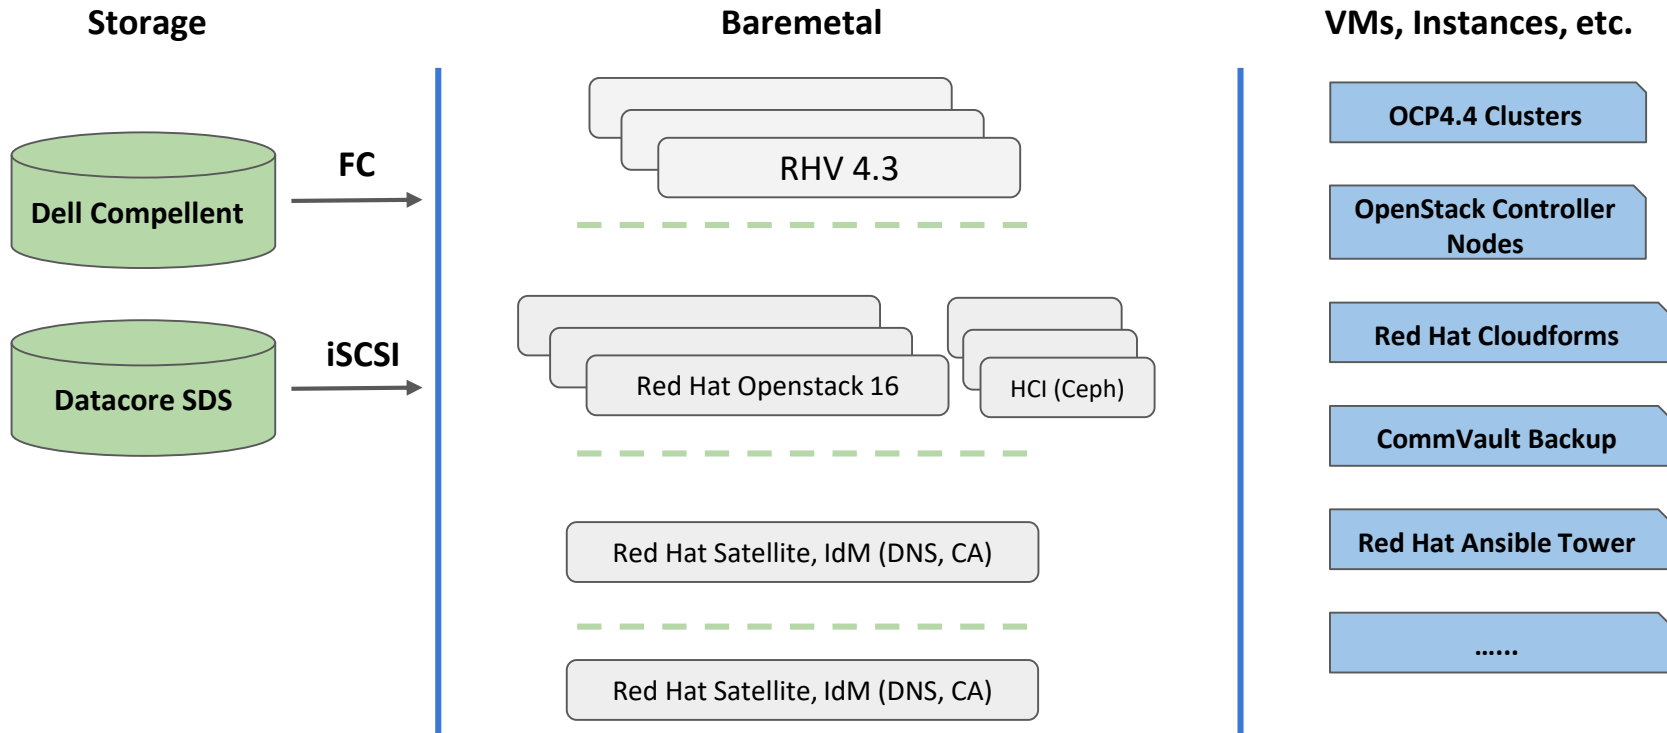 Storage
Baremetal
VMs, Instances, etc.
Dell Compellent
FC
Datacore SDS
iSCSI
RHV 4.3
Red Hat Openstack 16
HCI (Ceph)
Red Hat Satellite, IdM (DNS, CA)
Red Hat Satellite, IdM (DNS, CA)
OCP4.4 Clusters
OpenStack Controller
Nodes
Red Hat Cloudforms
CommVault Backup
Red Hat Ansible Tower
…...